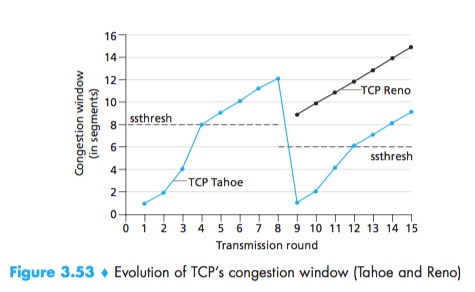 16
14
12
10
8
6
4
2
0
Congestion window
(in segments)
ssthresh
TCP Reno
ssthresh
TCP Tahoe
0 1 2 3 4 5 6 7 8 9 10 11 12 13 14 15
Transmission round
Figure 3.53 ♦ Evolution of TCP's congestion window (Tahoe and Reno)